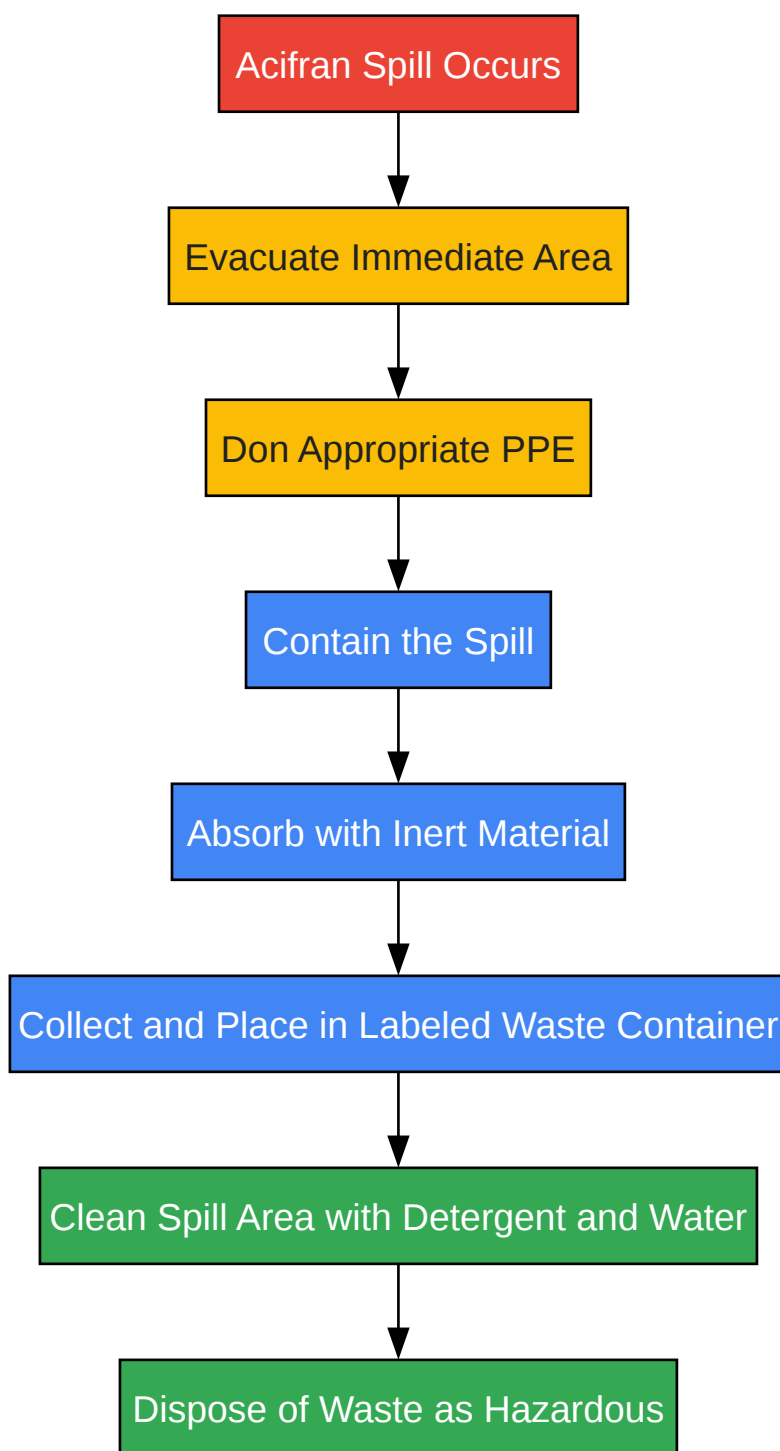 Acifran Spill Occurs
Evacuate Immediate Area
Don Appropriate PPE
Contain the Spill
Absorb with Inert Material
Collect and Place in Labeled Waste Container
Clean Spill Area with Detergent and Water
Dispose of Waste as Hazardous